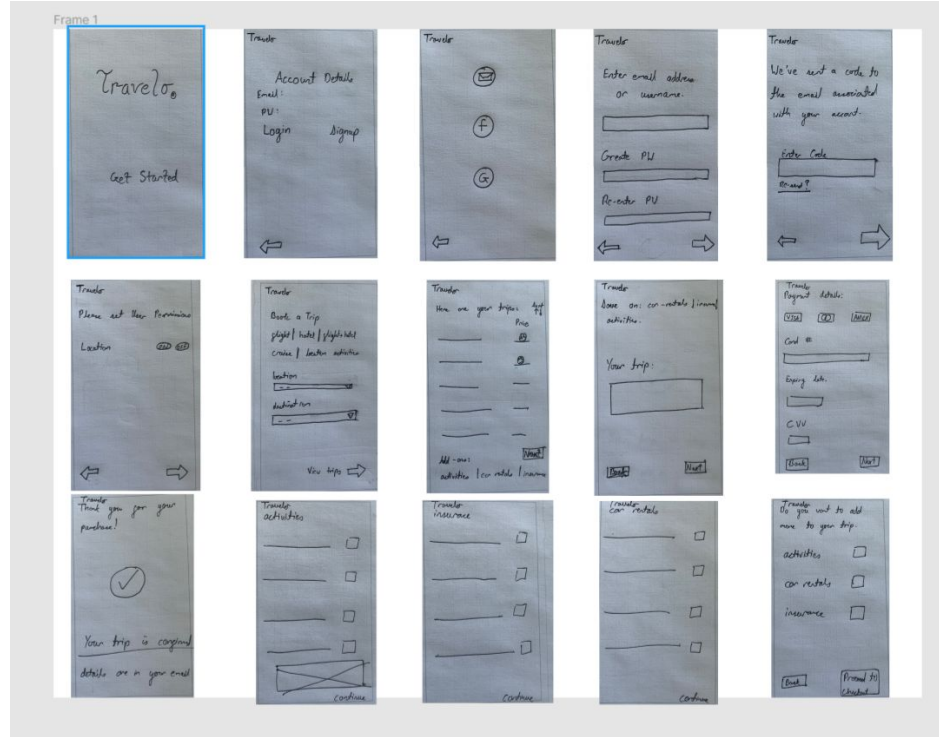 Frame 1
Travelo.
Get Started
Travelo
Account Details
Email:
PW:
Login Signup
Travelo
f
G
Travelo
Enter email address
or username.
Create PW
Re-enter PW
Travelo
We've sent a code to
the email associated
with your account.
Enter Code
Re-send?
Travelo
Please set User Permissions
Location
Travelo
Book a Trip
flight / hotel / flight+hotel
cruise / location activities
location
destination
View trips
Travelo
Here are your trips:
Price
Next
Add-ons:
activities / car rentals / insurance
Travelo
Save on: car-rentals / insurance
activities.
Your trip:
Back Next
Travelo
Payment details:
VISA
Card #
Expiry date.
CVV
Back Next
Travelo
Thank you for your
purchase!
Your trip is confirmed
details are in your email
Travelo
activities
continue
Travelo
insurance
continue
Travelo
car rentals
continue
Travelo
Do you want to add
more to your trip.
activities
car rentals
insurance
Back Proceed to
checkout